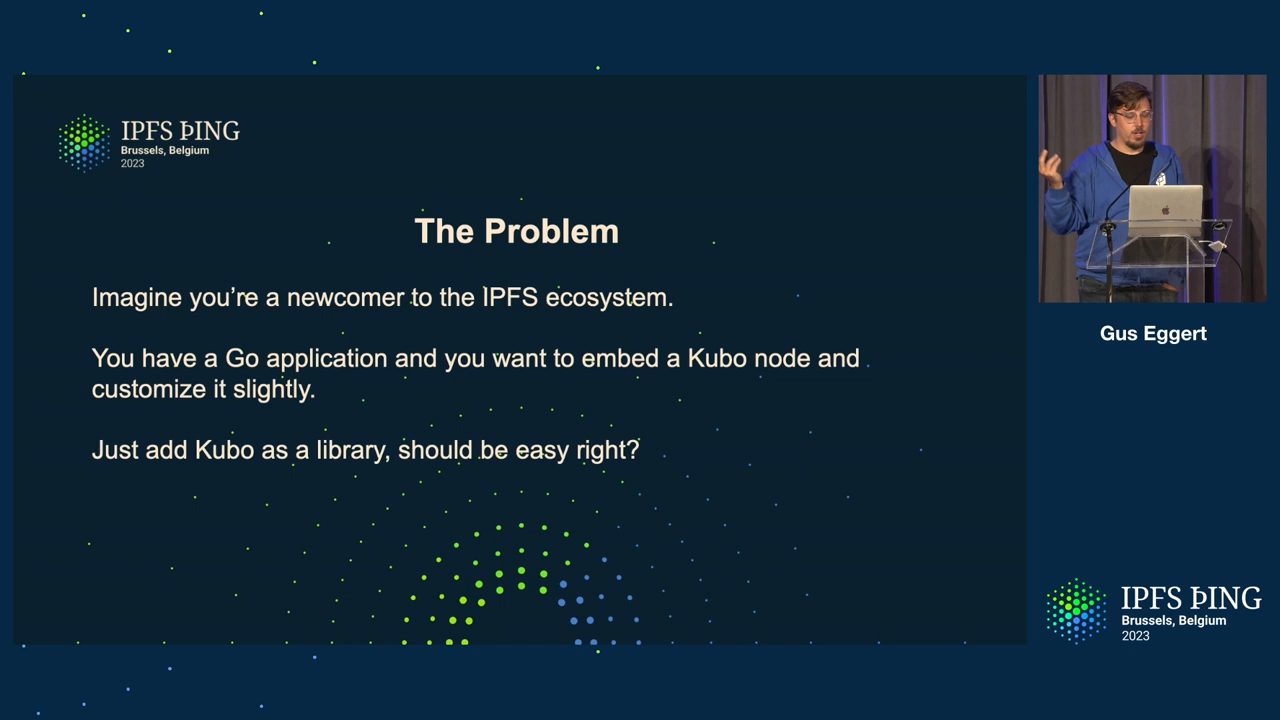 IPFS ÞING
Brussels, Belgium
2023
The Problem
Imagine you’re a newcomer to the IPFS ecosystem.
You have a Go application and you want to embed a Kubo node and
customize it slightly.
Just add Kubo as a library, should be easy right?
Gus Eggert
IPFS ÞING
Brussels, Belgium
2023